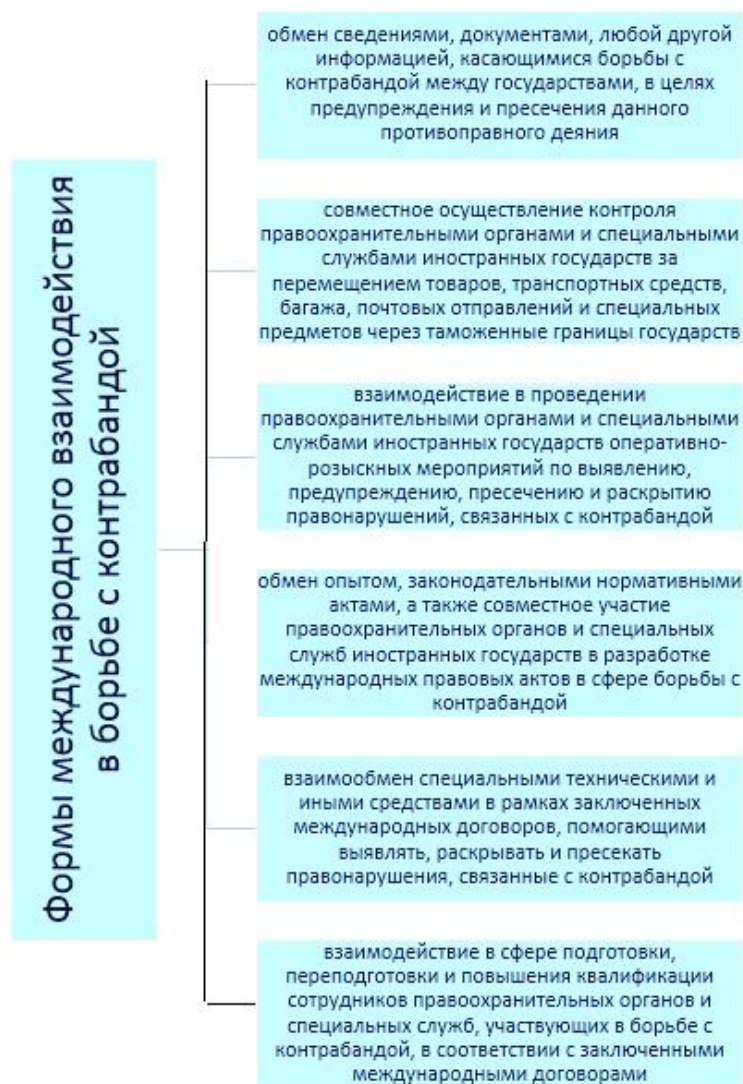 Формы международного взаимодействия
в борьбе с контрабандой
обмен сведениями, документами, любой другой
информацией, касающимися борьбы с
контрабандой между государствами, в целях
предупреждения и пресечения данного
противоправного деяния
совместное осуществление контроля
правоохранительными органами и специальными
службами иностранных государств за
перемещением товаров, транспортных средств,
багажа, почтовых отправлений и специальных
предметов через таможенные границы государств
взаимодействие в проведении
правоохранительными органами и специальными
службами иностранных государств оперативно-
розыскных мероприятий по выявлению,
предупреждению, пресечению и раскрытию
правонарушений, связанных с контрабандой
обмен опытом, законодательными нормативными
актами, а также совместное участие
правоохранительных органов и специальных
служб иностранных государств в разработке
международных правовых актов в сфере борьбы с
контрабандой
взаимообмен специальными техническими и
иными средствами в рамках заключенных
международных договоров, помогающими
выявлять, раскрывать и пресекать
правонарушения, связанные с контрабандой
взаимодействие в сфере подготовки,
переподготовки и повышения квалификации
сотрудников правоохранительных органов и
специальных служб, участвующих в борьбе с
контрабандой, в соответствии с заключенными
международными договорами